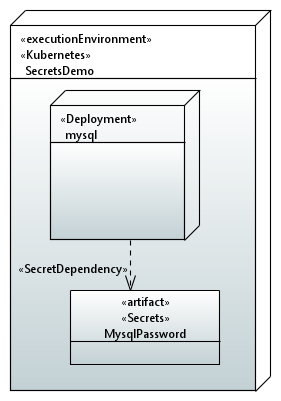 «executionEnvironment»
«Kubernetes»
SecretsDemo
«Deployment»
mysql
«SecretDependency»
«artifact»
«Secrets»
MysqlPassword